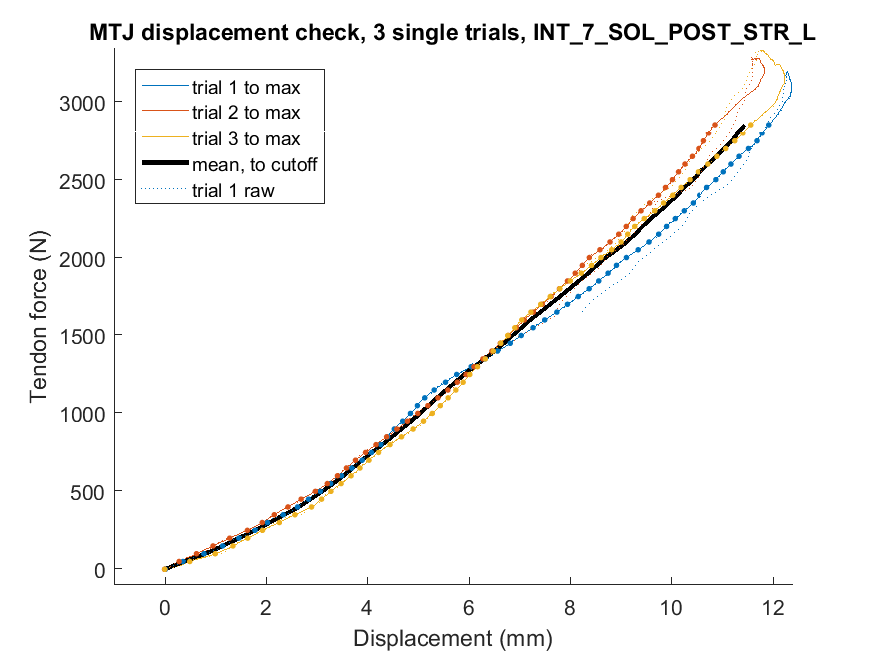 MTJ displacement check, 3 single trials, INT_7_SOL_POST_STR_L
trial 1 to max
trial 2 to max
trial 3 to max
mean, to cutoff
trial 1 raw
Tendon force (N)
3000
2500
2000
1500
1000
500
0
0 2 4 6 8 10 12
Displacement (mm)